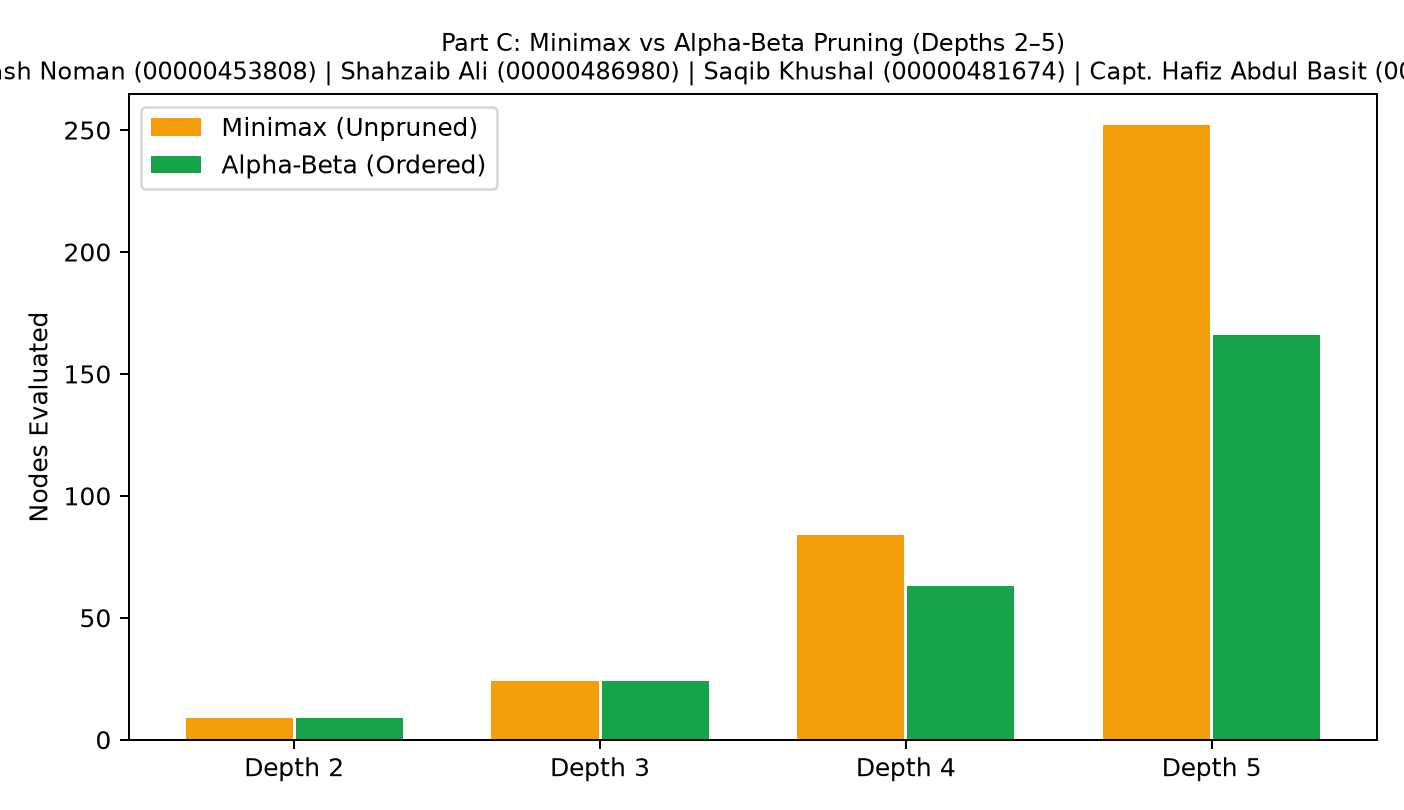 Part C: Minimax vs Alpha-Beta Pruning (Depths 2–5)
Noman (00000453808) | Shahzaib Ali (00000486980) | Saqib Khushal (00000481674) | Capt. Hafiz Abdul Basit
Minimax (Unpruned)
Alpha-Beta (Ordered)
Nodes Evaluated
250
200
150
100
50
0
Depth 2
Depth 3
Depth 4
Depth 5